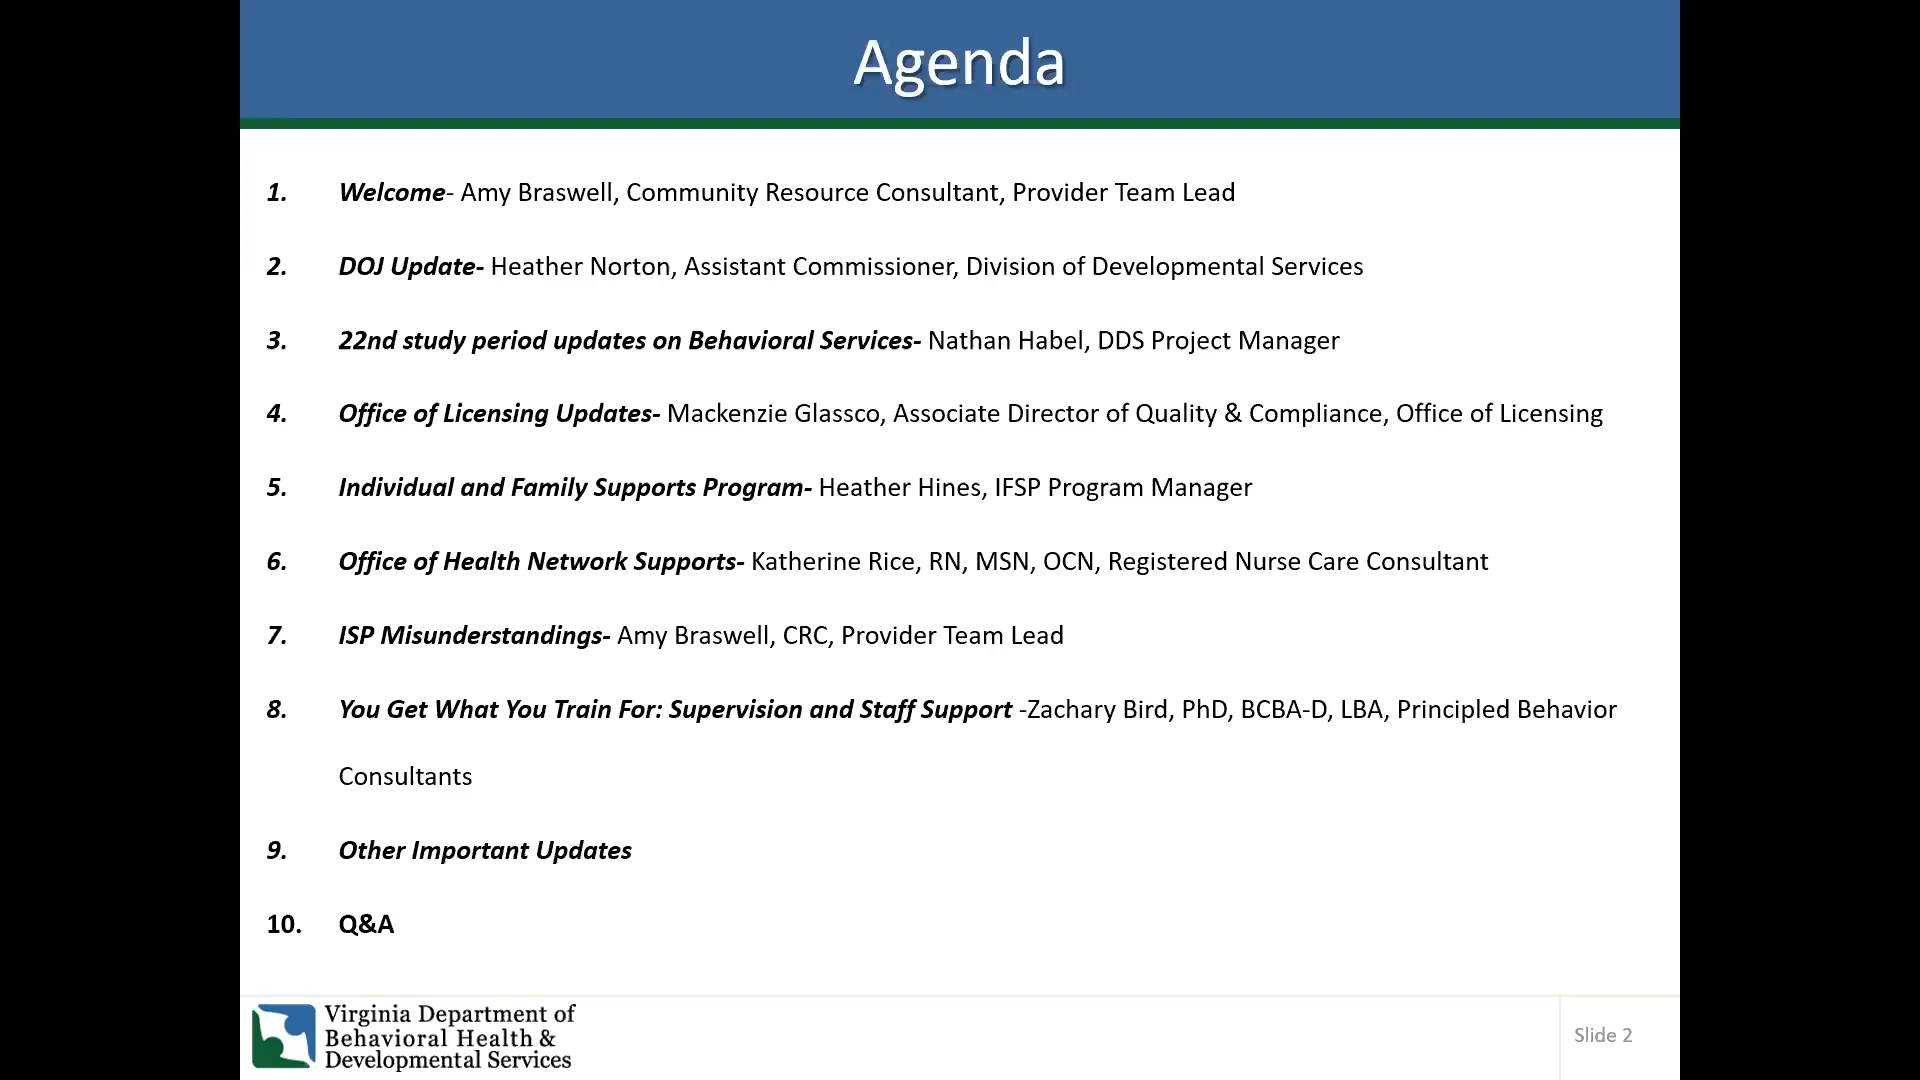 Agenda
1. Welcome- Amy Braswell, Community Resource Consultant, Provider Team Lead
2. DOJ Update- Heather Norton, Assistant Commissioner, Division of Developmental Services
3. 22nd study period updates on Behavioral Services- Nathan Habel, DDS Project Manager
4. Office of Licensing Updates- Mackenzie Glassco, Associate Director of Quality & Compliance, Office of Licensing
5. Individual and Family Supports Program- Heather Hines, IFSP Program Manager
6. Office of Health Network Supports- Katherine Rice, RN, MSN, OCN, Registered Nurse Care Consultant
7. ISP Misunderstandings- Amy Braswell, CRC, Provider Team Lead
8. You Get What You Train For: Supervision and Staff Support -Zachary Bird, PhD, BCBA-D, LBA, Principled Behavior
Consultants
9. Other Important Updates
10. Q&A
Virginia Department of
Behavioral Health &
Developmental Services
Slide 2